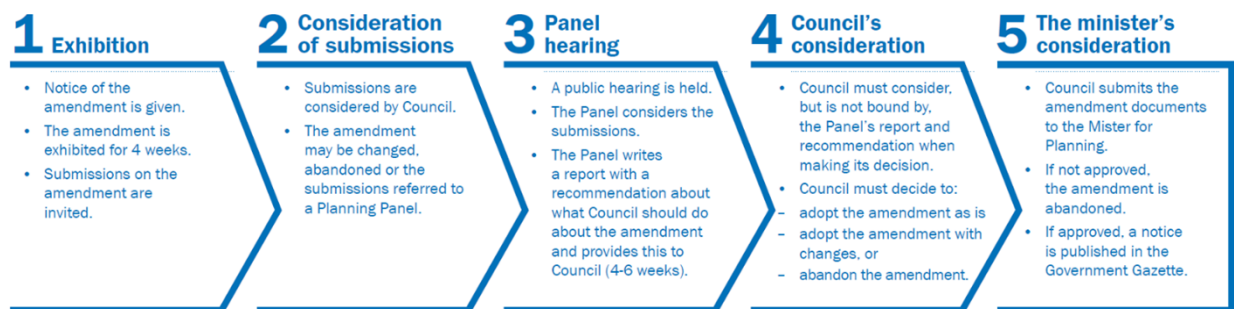 1 Exhibition
• Notice of the
amendment is given.
• The amendment is
exhibited for 4 weeks.
• Submissions on the
amendment are
invited.
2 Consideration
of submissions
• Submissions are
considered by Council.
• The amendment
may be changed,
abandoned or the
submissions referred to
a Planning Panel.
3 Panel
hearing
• A public hearing is held.
• The Panel considers the
submissions.
• The Panel writes
a report with a
recommendation about
what Council should do
about the amendment
and provides this to
Council (4-6 weeks).
4 Council's
consideration
• Council must consider,
but is not bound by,
the Panel's report and
recommendation when
making its decision.
• Council must decide to:
– adopt the amendment as is
– adopt the amendment with
changes, or
– abandon the amendment.
5 The minister's
consideration
• Council submits the
amendment documents
to the Mister for
Planning.
• If not approved,
the amendment is
abandoned.
• If approved, a notice
is published in the
Government Gazette.